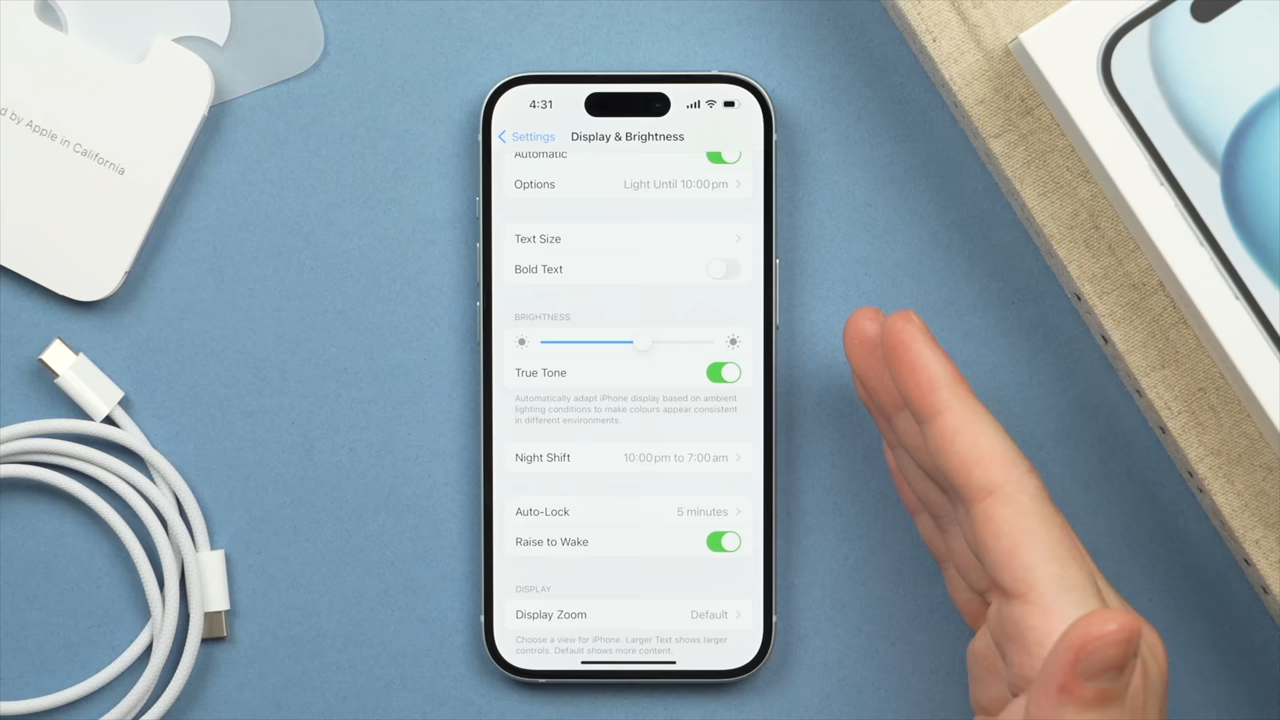 d by Apple in California
4:31
Settings
Display & Brightness
Automatic
Options
Light Until 10:00 pm
Text Size
Bold Text
BRIGHTNESS
True Tone
Automatically adapt iPhone display based on ambient
lighting conditions to make colours appear consistent
in different environments.
Night Shift
10:00 pm to 7:00 am
Auto-Lock
5 minutes
Raise to Wake
DISPLAY
Display Zoom
Default
Choose a view for iPhone. Larger Text shows larger
controls. Default shows more content.